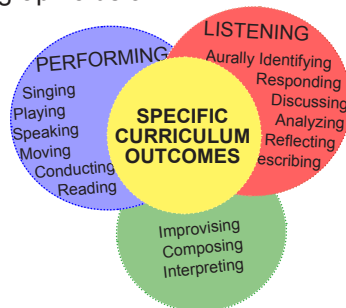 PERFORMING
Singing
Playing
Speaking
Moving
Conducting
Reading
SPECIFIC
CURRICULUM
OUTCOMES
LISTENING
Aurally Identifying
Responding
Discussing
Analyzing
Reflecting
escribing
Improvising
Composing
Interpreting